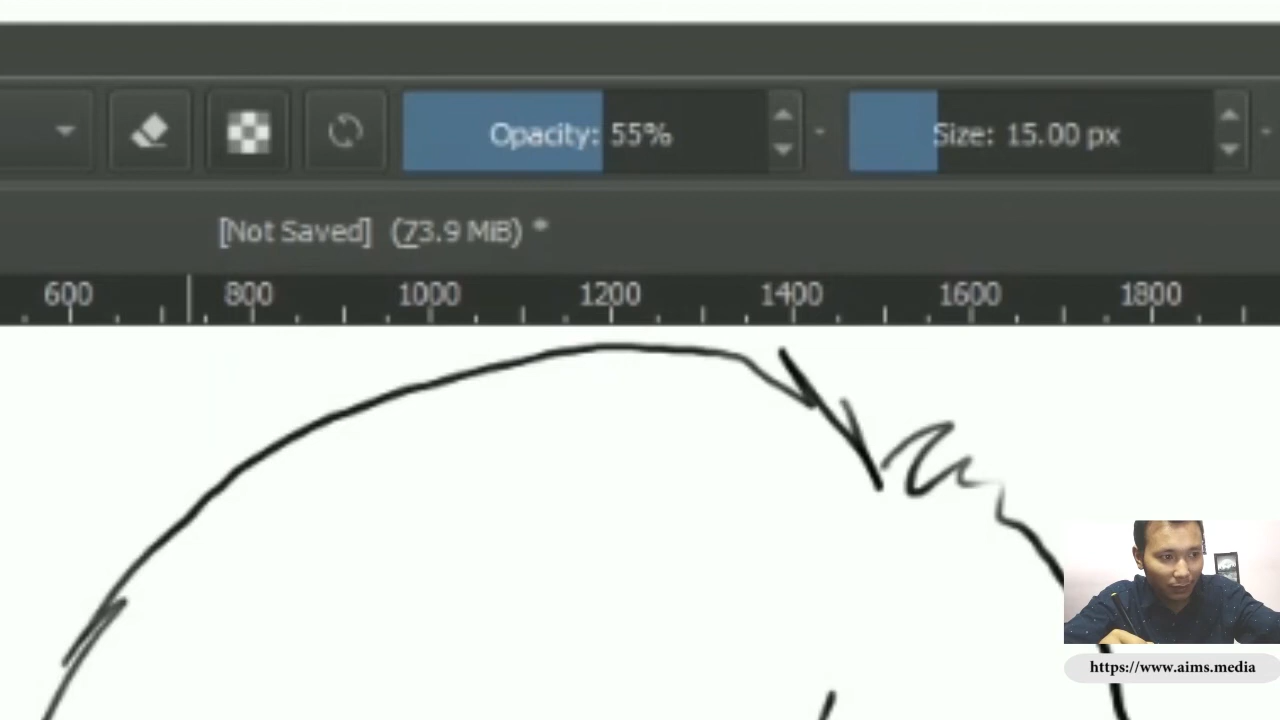 Opacity: 55% Size: 15.00 px
[Not Saved] (73.9 MiB) *
600 800 1000 1200 1400 1600 1800
https://www.aims.media